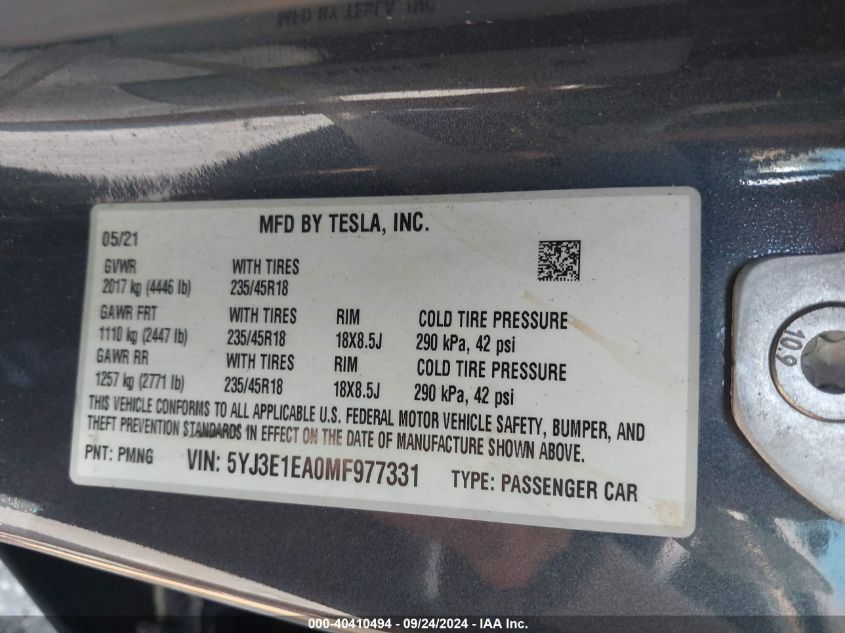 MFD BY TESLA, INC.
05/21
GVWR WITH TIRES
2017 kg (4446 lb) 235/45R18
GAWR FRT WITH TIRES RIM COLD TIRE PRESSURE
1110 kg (2447 lb) 235/45R18 18X8.5J 290 kPa, 42 psi
GAWR RR WITH TIRES RIM COLD TIRE PRESSURE
1257 kg (2771 lb) 235/45R18 18X8.5J 290 kPa, 42 psi
THIS VEHICLE CONFORMS TO ALL APPLICABLE U.S. FEDERAL MOTOR VEHICLE SAFETY, BUMPER, AND
THEFT PREVENTION STANDARDS IN EFFECT ON THE DATE OF MANUFACTURE SHOWN ABOVE.
PNT: PMNG VIN: 5YJ3E1EA0MF977331 TYPE: PASSENGER CAR
10.9
000-40410494 - 09/24/2024 - IAA Inc.